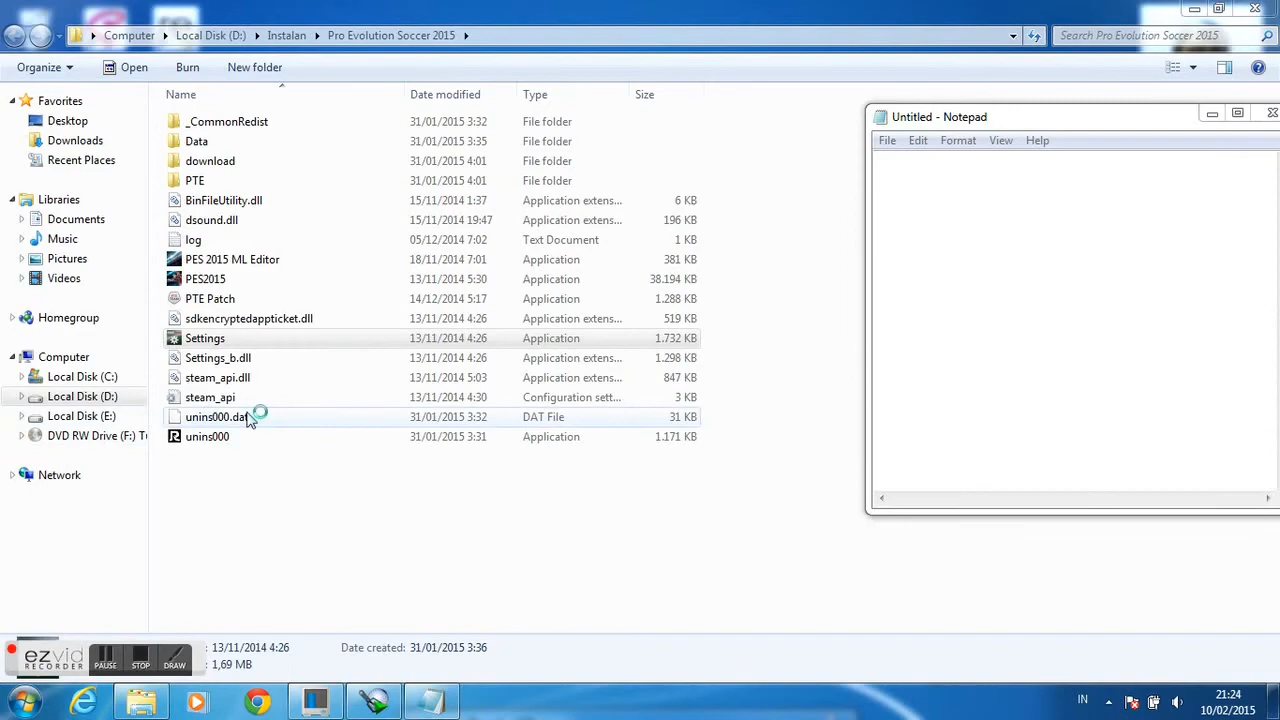 Computer Local Disk (D:) Instalan Pro Evolution Soccer 2015 Search Pro Evolution Soccer 2015
Organize Open Burn New folder
Name Date modified Type Size
Favorites
Desktop
Downloads
Recent Places
Libraries
Documents
Music
Pictures
Videos
Homegroup
Computer
Local Disk (C:)
Local Disk (D:)
Local Disk (E:)
DVD RW Drive (F:) Tu
Network
_CommonRedist 31/01/2015 3:32 File folder
Data 31/01/2015 3:35 File folder
download 31/01/2015 4:01 File folder
PTE 31/01/2015 4:01 File folder
BinFileUtility.dll 15/11/2014 1:37 Application extens... 6 KB
dsound.dll 15/11/2014 19:47 Application extens... 196 KB
log 05/12/2014 7:02 Text Document 1 KB
PES 2015 ML Editor 18/11/2014 7:01 Application 381 KB
PES2015 13/11/2014 5:30 Application 38.194 KB
PTE Patch 14/12/2014 5:17 Application 1.288 KB
sdkencryptedappticket.dll 13/11/2014 4:26 Application extens... 519 KB
Settings 13/11/2014 4:26 Application 1.732 KB
Settings_b.dll 13/11/2014 4:26 Application extens... 1.298 KB
steam_api.dll 13/11/2014 5:03 Application extens... 847 KB
steam_api 13/11/2014 4:30 Configuration sett... 3 KB
unins000.dat 31/01/2015 3:32 DAT File 31 KB
unins000 31/01/2015 3:31 Application 1.171 KB
Untitled - Notepad
File Edit Format View Help
: 13/11/2014 4:26 Date created: 31/01/2015 3:36
: 1,69 MB
ezvid
RECORDER
PAUSE STOP DRAW
IN
21:24
10/02/2015